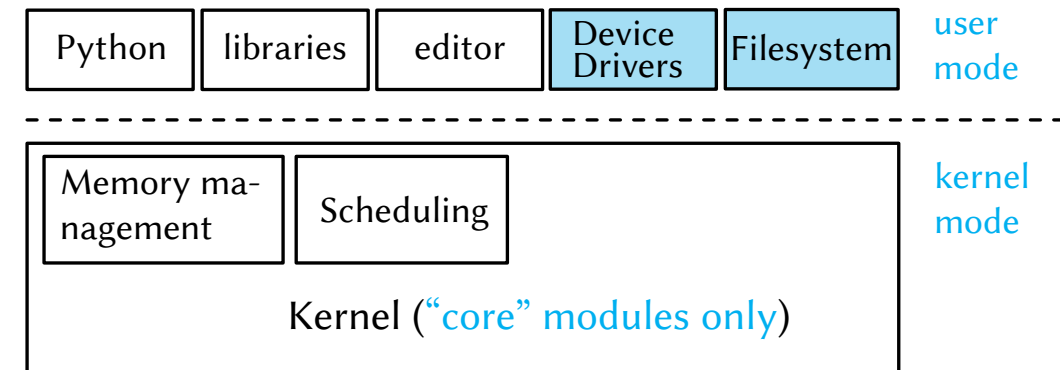 Python
libraries
editor
Device
Drivers
Filesystem
user
mode
Memory ma-
nagement
Scheduling
kernel
mode
Kernel (“core” modules only)